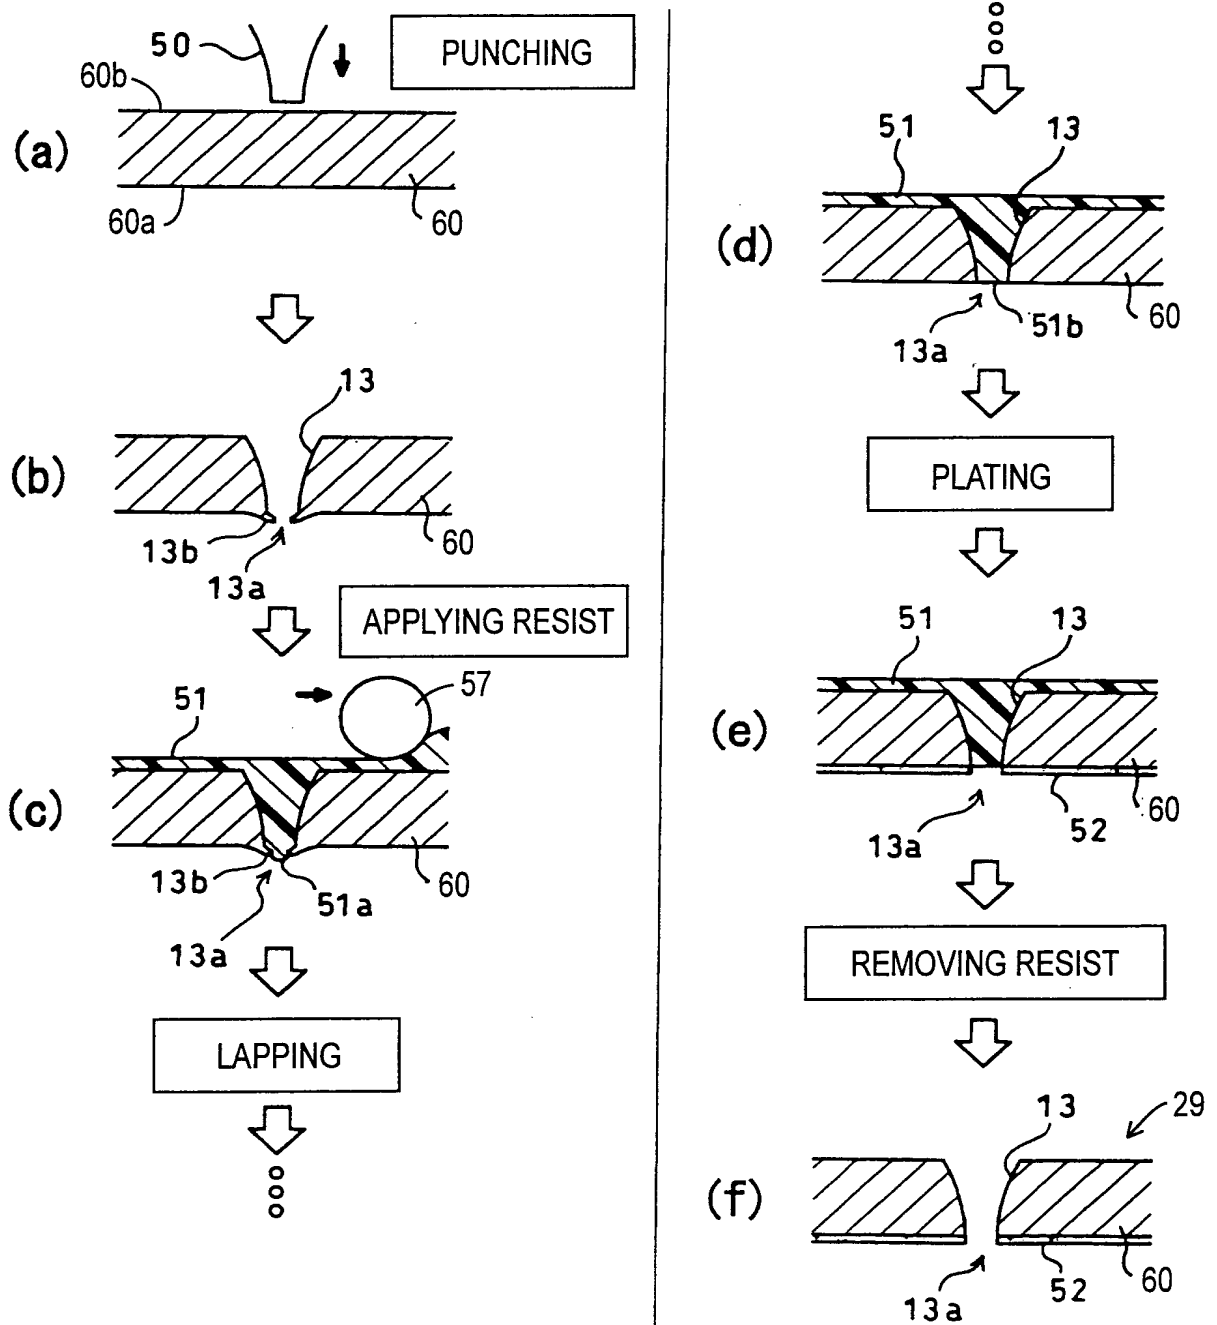 50
PUNCHING
60b
(a)
60a
60
13
(b)
13b
60
13a
APPLYING RESIST
57
51
(c)
13b
51a
60
13a
LAPPING
51
13
(d)
13a
51b
60
PLATING
51
13
(e)
60
52
13a
REMOVING RESIST
13
29
(f)
60
52
13a